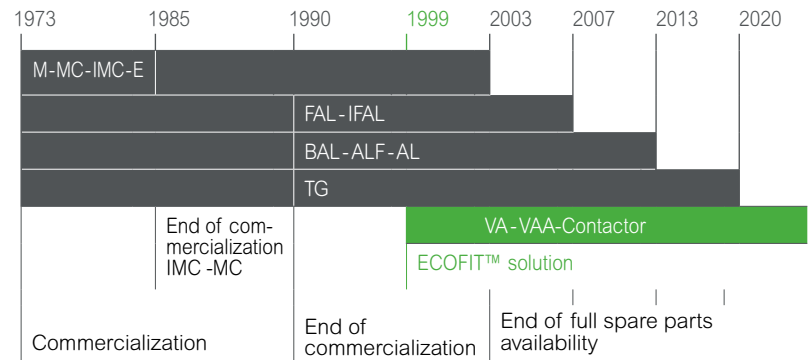 1973 1985 1990 1999 2003 2007 2013 2020
M-MC-IMC-E
FAL-IFAL
BAL-ALF-AL
TG
VA-VAA-Contactor
ECOFIT™ solution
End of com-
mercialization
IMC -MC
Commercialization
End of
commercialization
End of full spare parts
availability